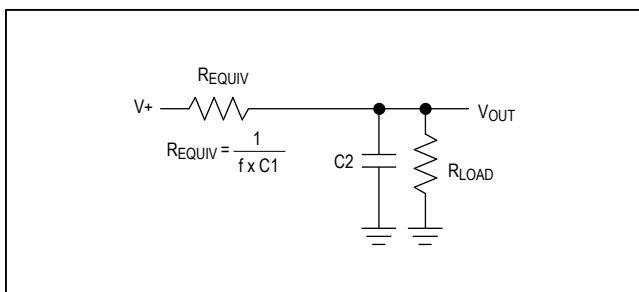 REQUIV
V+
VOUT
REQUIV = 1 / f x C1
C2
RLOAD